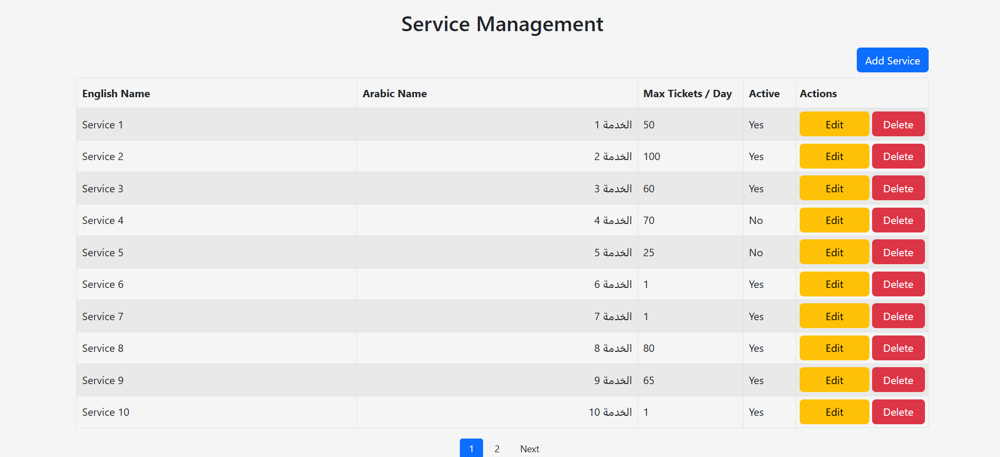 Service Management
Add Service
English Name Arabic Name Max Tickets / Day Active Actions
Service 1 الخدمة 1 50 Yes Edit Delete
Service 2 الخدمة 2 100 Yes Edit Delete
Service 3 الخدمة 3 60 Yes Edit Delete
Service 4 الخدمة 4 70 No Edit Delete
Service 5 الخدمة 5 25 No Edit Delete
Service 6 الخدمة 6 1 Yes Edit Delete
Service 7 الخدمة 7 1 Yes Edit Delete
Service 8 الخدمة 8 80 Yes Edit Delete
Service 9 الخدمة 9 65 Yes Edit Delete
Service 10 الخدمة 10 1 Yes Edit Delete
1 2 Next